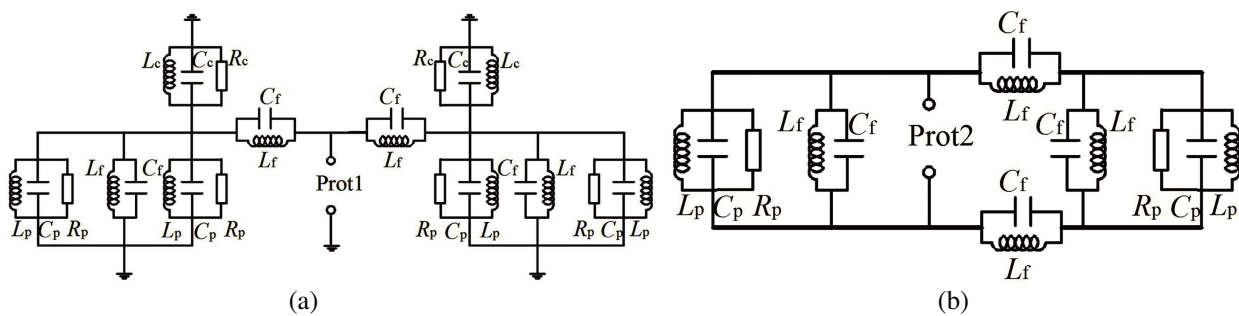 Lc Cc Rc Rc Cc Lc
Cf Cf
Lf Lf
Lf Cf Prot1 Cf Lf
Lp Cp Rp Lp Cp Rp Rp Cp Lp Rp Cp Lp
(a)
Cf
Lf
Lf Cf Prot2 Cf Lf
Lp Cp Rp Cf Rp Cp Lp
Lf
(b)